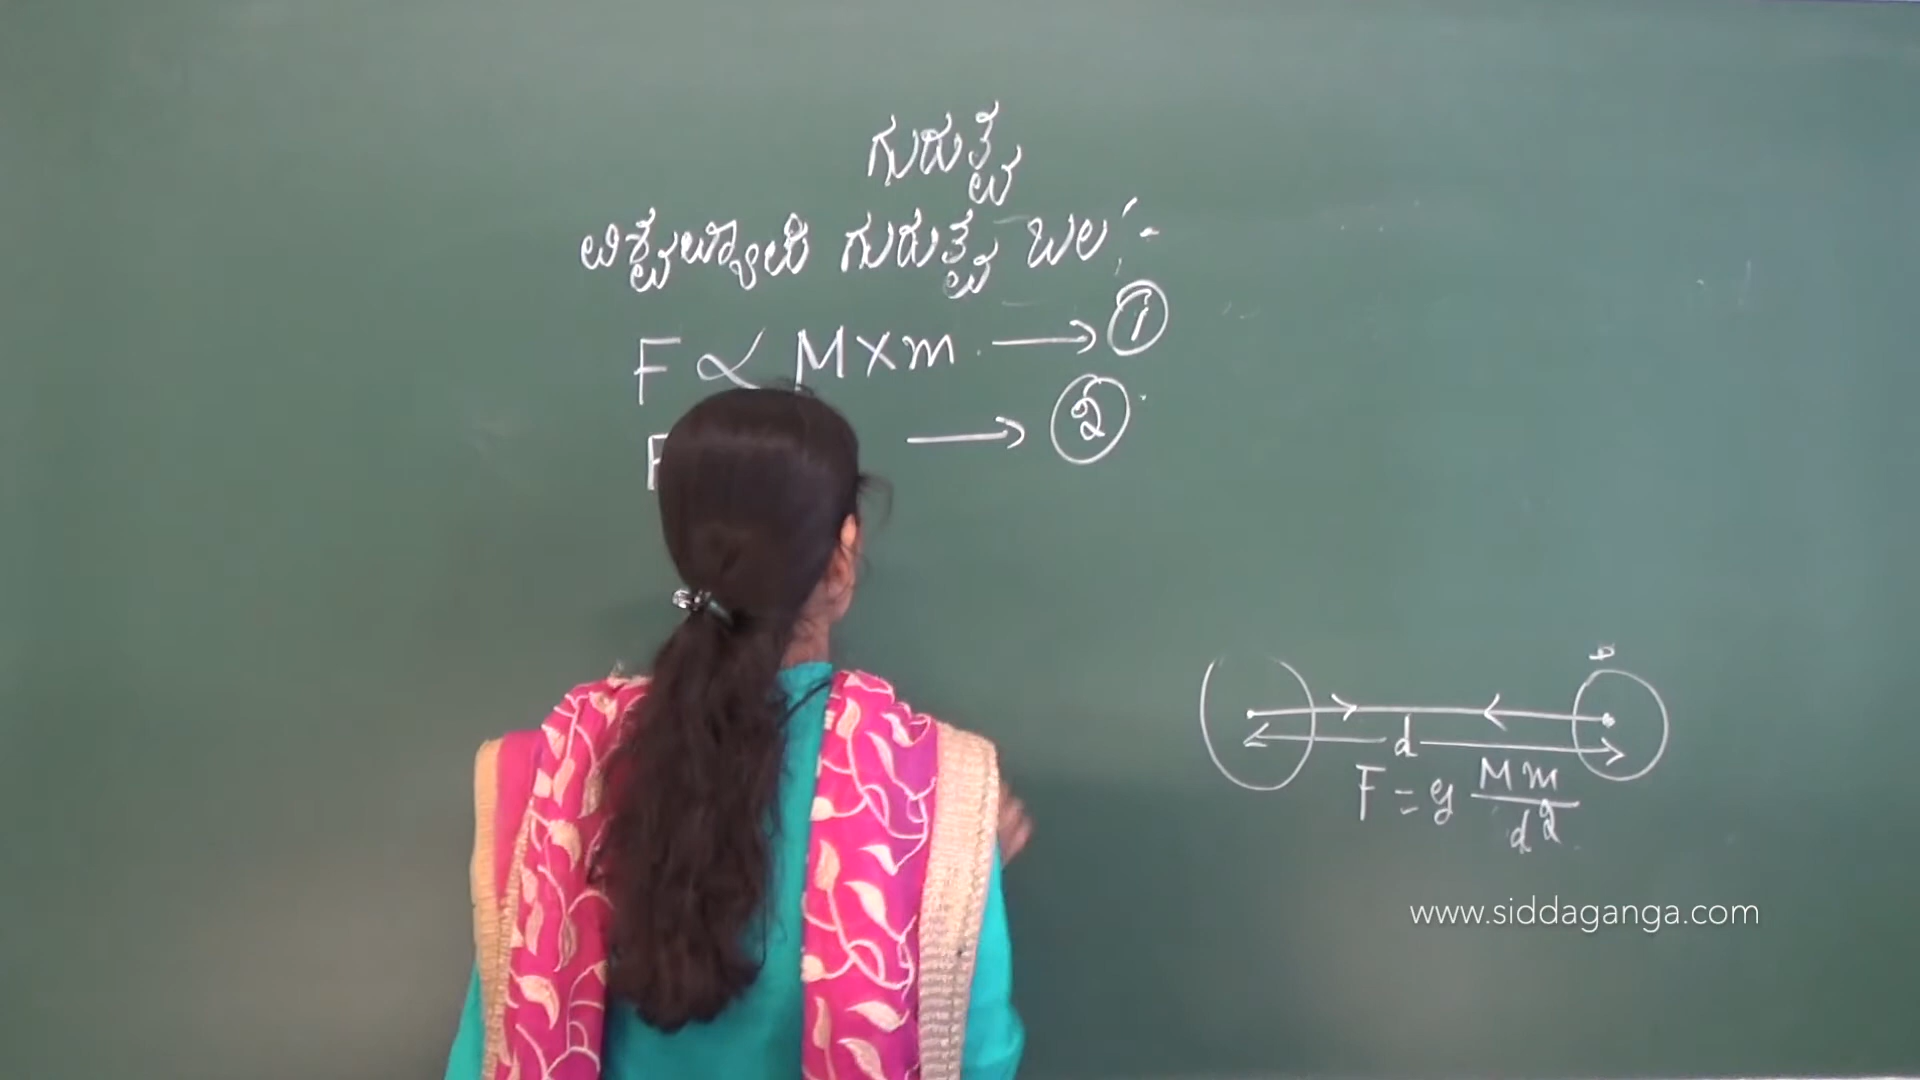 ಗುರುತ್ವ
ವಿಶ್ವವ್ಯಾಪಿ ಗುರುತ್ವ ಬಲ :-
F ∝ M X m → ①
F → ②
d
F = G Mm / d²
www.siddaganga.com